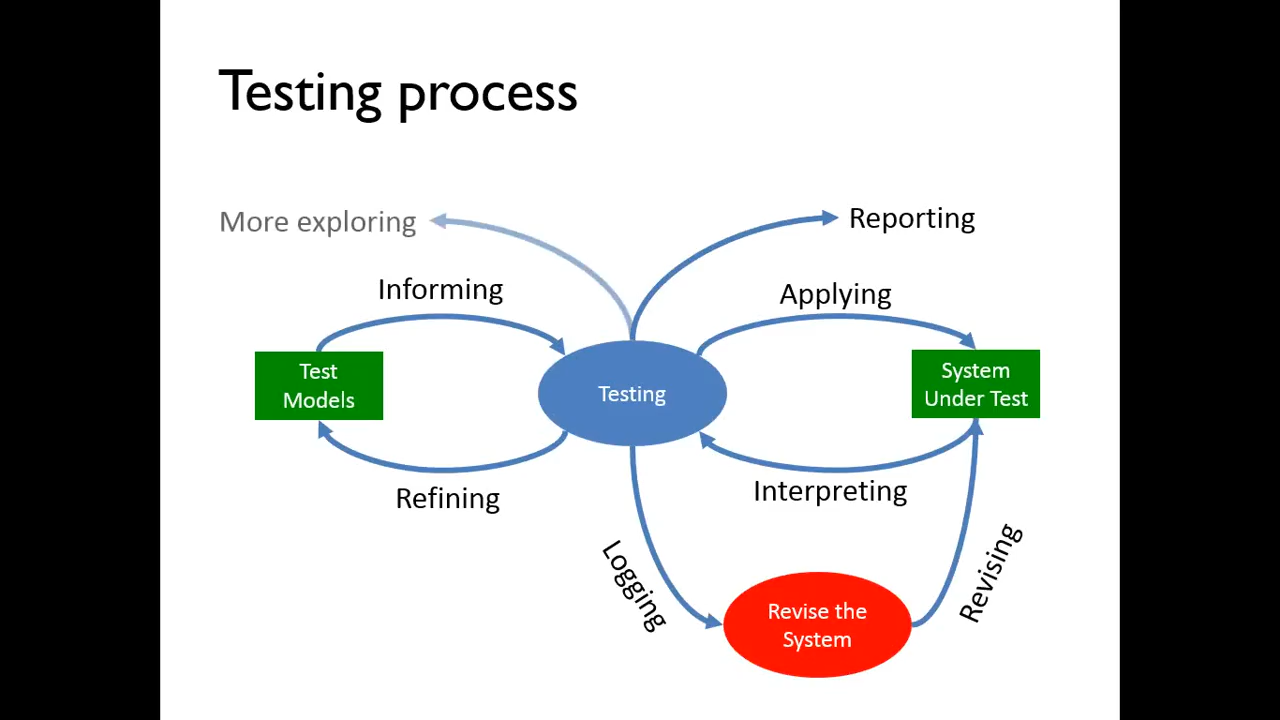 Testing process
More exploring
Reporting
Informing
Applying
Test
Models
Testing
System
Under Test
Refining
Interpreting
Logging
Revising
Revise the
System